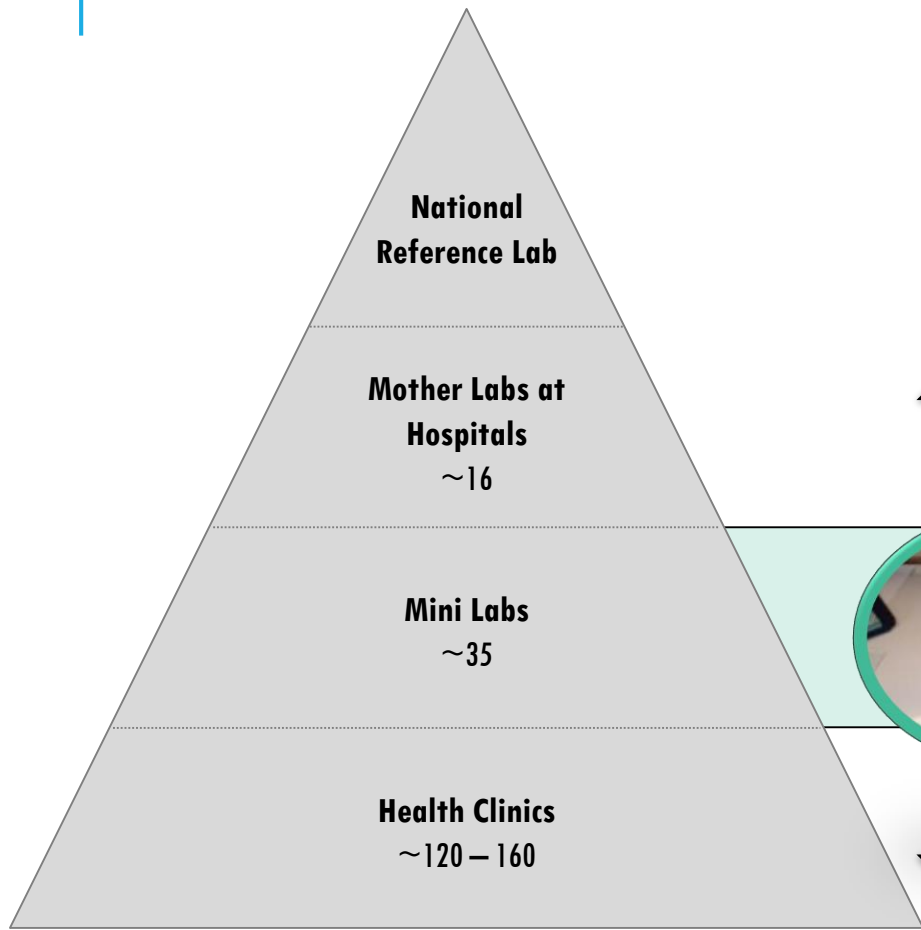 National
Reference Lab
Mother Labs at
Hospitals
~16
Mini Labs
~35
Health Clinics
~120 – 160